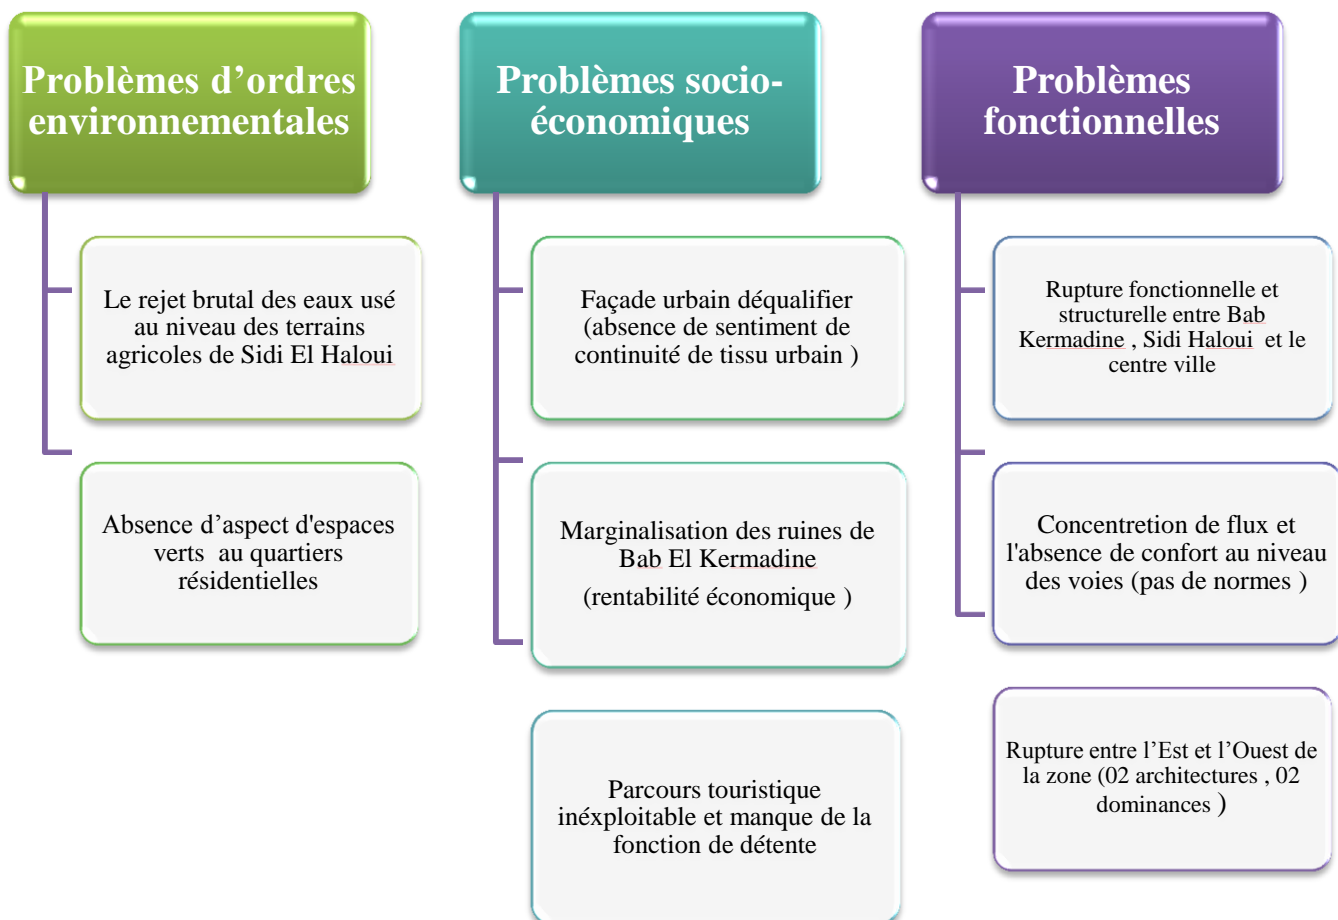 Problèmes d’ordres
environnementales
Le rejet brutal des eaux usé
au niveau des terrains
agricoles de Sidi El Haloui
Absence d’aspect d'espaces
verts au quartiers
résidentielles
Problèmes socio-
économiques
Façade urbain déqualifier
(absence de sentiment de
continuité de tissu urbain )
Marginalisation des ruines de
Bab El Kermadine
(rentabilité économique )
Parcours touristique
inéxploitable et manque de la
fonction de détente
Problèmes
fonctionnelles
Rupture fonctionnelle et
structurelle entre Bab
Kermadine , Sidi Haloui et le
centre ville
Concentretion de flux et
l'absence de confort au niveau
des voies (pas de normes )
Rupture entre l’Est et l’Ouest de
la zone (02 architectures , 02
dominances )